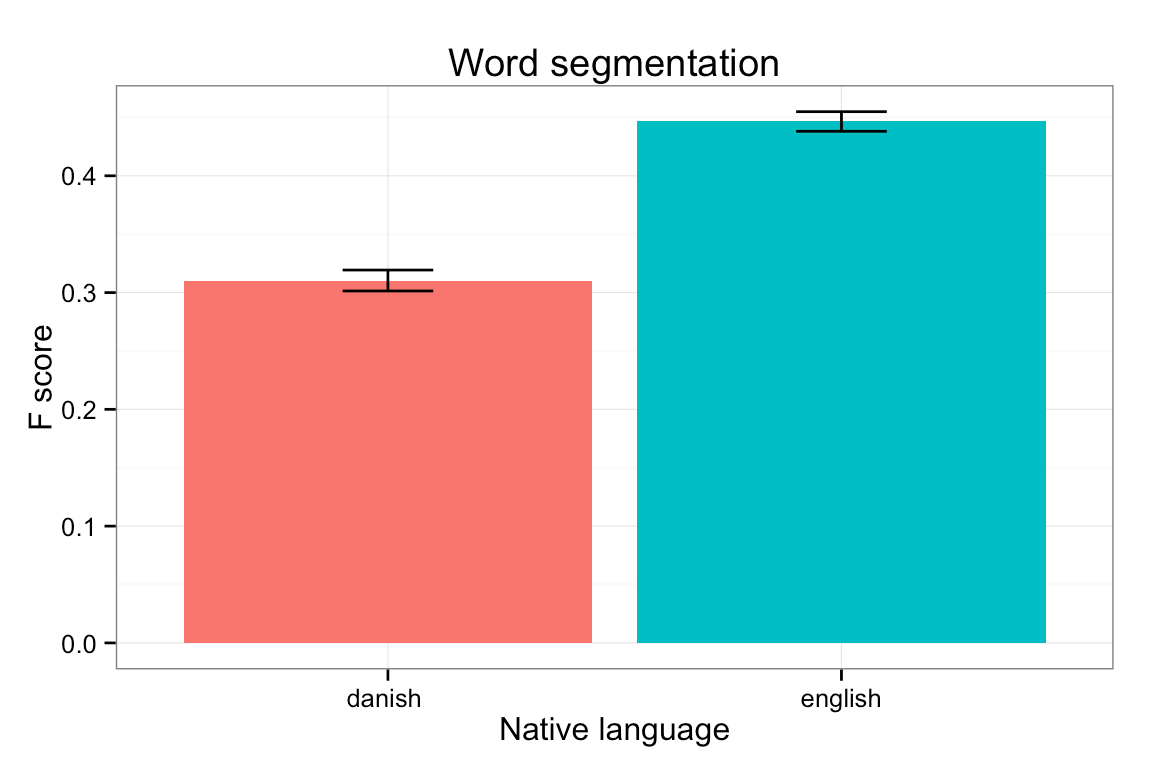 Word segmentation
F score
0.4
0.3
0.2
0.1
0.0
danish
english
Native language